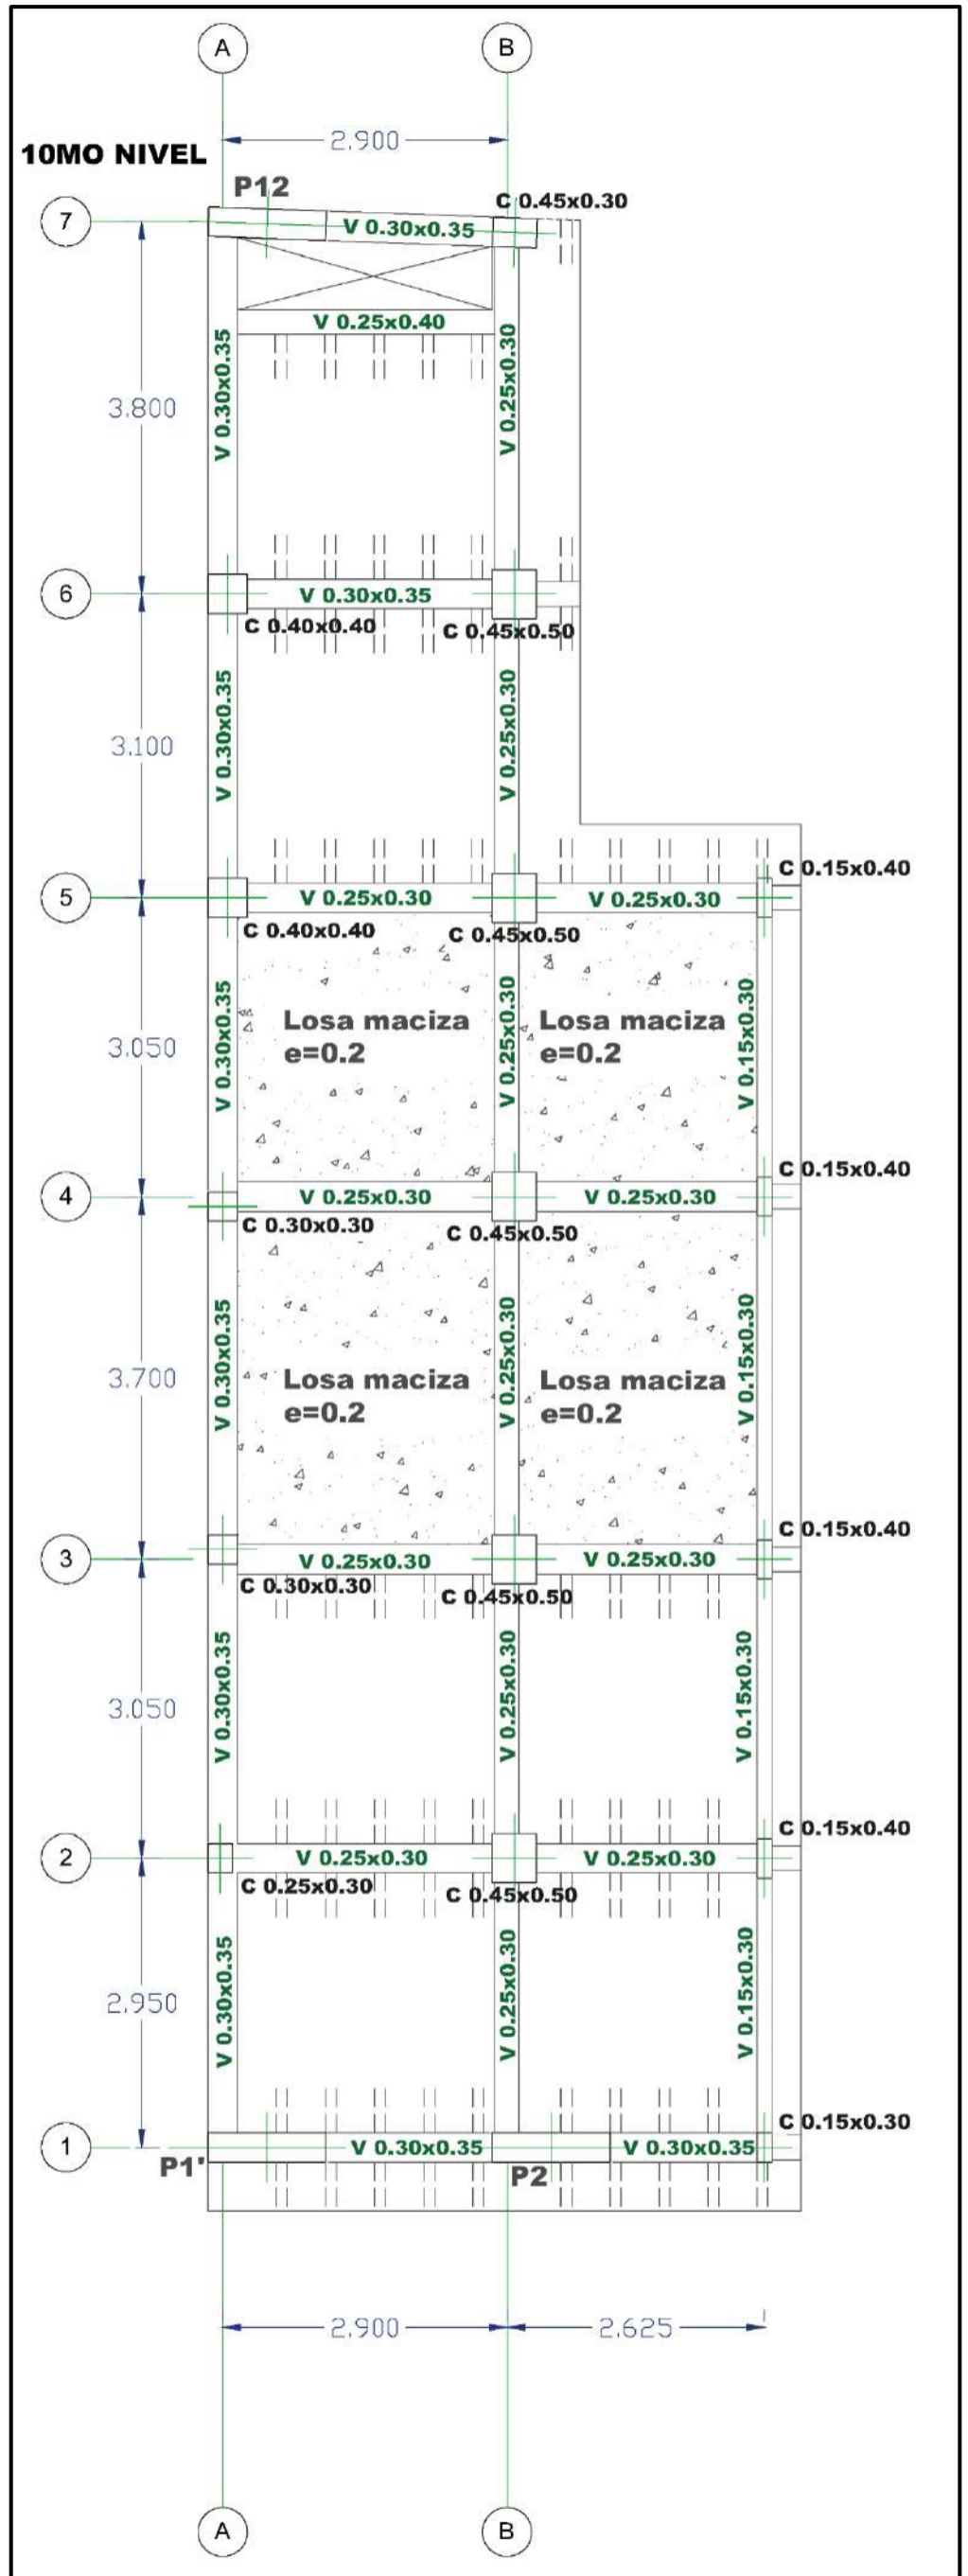 A
B
2.900
10MO NIVEL
P12
C 0.45x0.30
7
V 0.30x0.35
V 0.25x0.40
V 0.30x0.35
V 0.25x0.30
3.800
6
V 0.30x0.35
C 0.40x0.40
C 0.45x0.50
V 0.30x0.35
V 0.25x0.30
3.100
C 0.15x0.40
5
V 0.25x0.30
V 0.25x0.30
C 0.40x0.40
C 0.45x0.50
Losa maciza
e=0.2
Losa maciza
e=0.2
V 0.30x0.35
V 0.25x0.30
V 0.15x0.30
3.050
C 0.15x0.40
4
V 0.25x0.30
V 0.25x0.30
C 0.30x0.30
C 0.45x0.50
V 0.30x0.35
V 0.25x0.30
V 0.15x0.30
3.700
Losa maciza
e=0.2
Losa maciza
e=0.2
C 0.15x0.40
3
V 0.25x0.30
V 0.25x0.30
C 0.30x0.30
C 0.45x0.50
V 0.30x0.35
V 0.25x0.30
V 0.15x0.30
3.050
C 0.15x0.40
2
V 0.25x0.30
V 0.25x0.30
C 0.25x0.30
C 0.45x0.50
V 0.30x0.35
V 0.25x0.30
V 0.15x0.30
2.950
C 0.15x0.30
1
V 0.30x0.35
V 0.30x0.35
P1'
P2
2.900
2.625
A
B